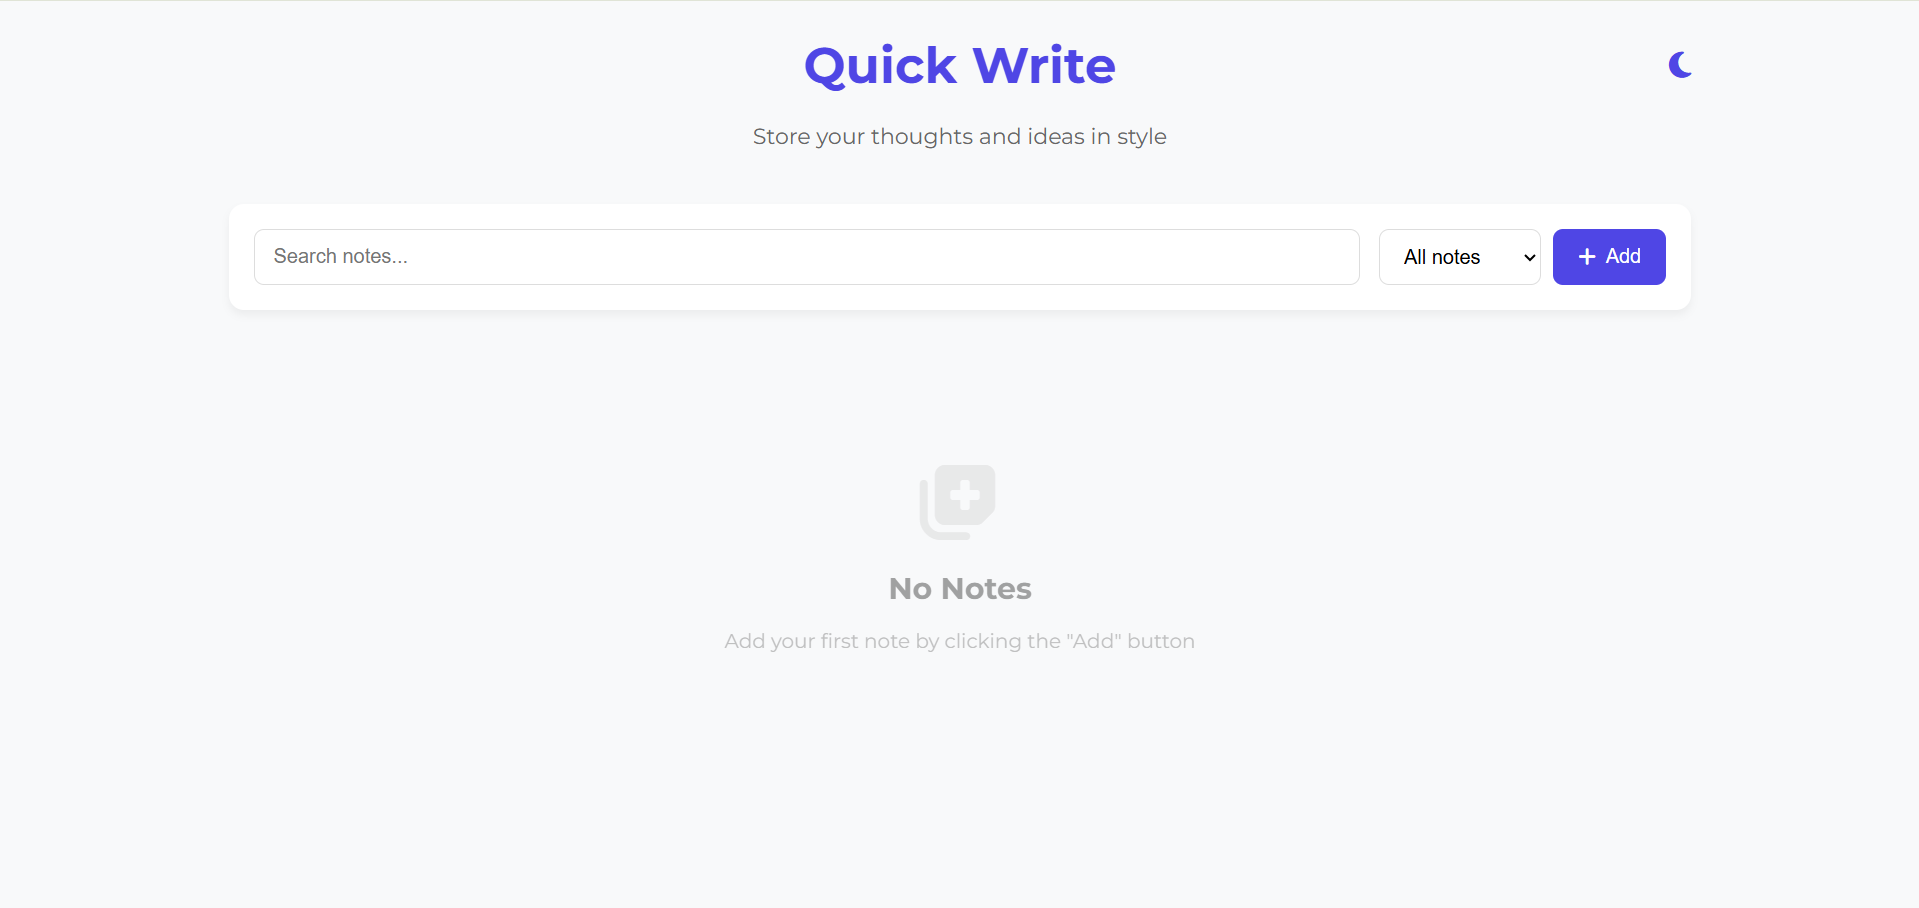 Quick Write
Store your thoughts and ideas in style
Search notes...
All notes
Add
No Notes
Add your first note by clicking the "Add" button